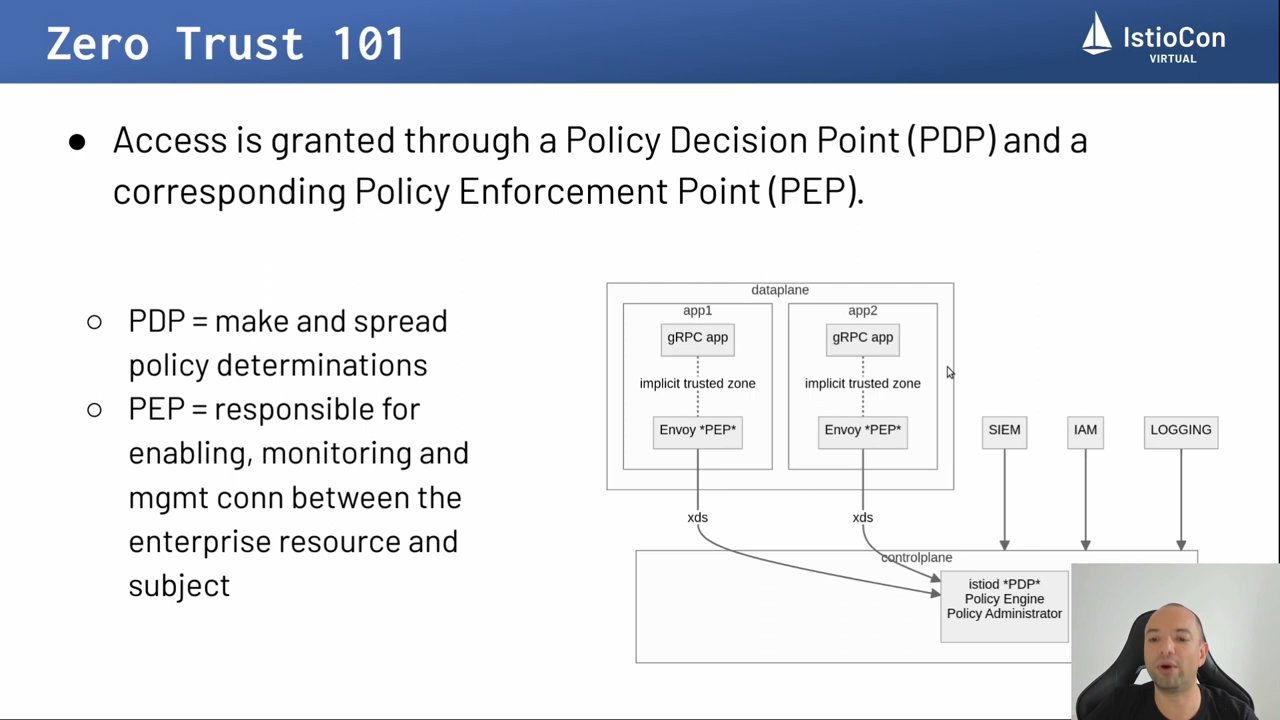 Zero Trust 101
IstioCon
VIRTUAL
● Access is granted through a Policy Decision Point (PDP) and a
corresponding Policy Enforcement Point (PEP).
○ PDP = make and spread
policy determinations
○ PEP = responsible for
enabling, monitoring and
mgmt conn between the
enterprise resource and
subject
dataplane
app1
app2
gRPC app
gRPC app
implicit trusted zone
implicit trusted zone
Envoy *PEP*
Envoy *PEP*
SIEM
IAM
LOGGING
xds
xds
controlplane
istiod *PDP*
Policy Engine
Policy Administrator